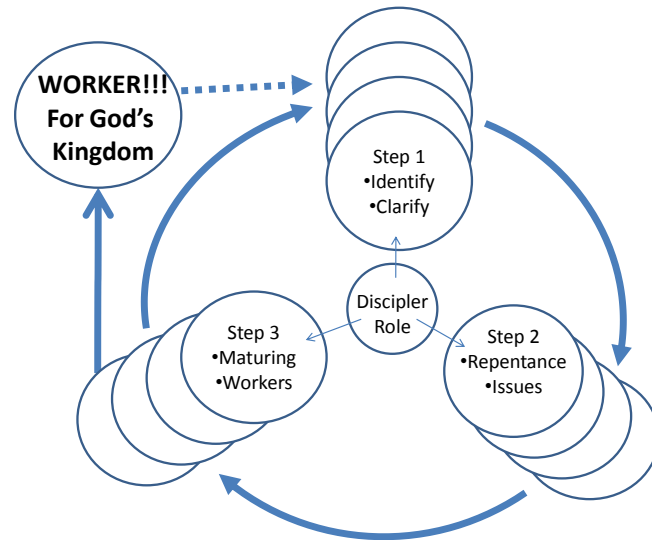 WORKER!!!
For God's
Kingdom
Step 1
•Identify
•Clarify
Discipler
Role
Step 3
•Maturing
•Workers
Step 2
•Repentance
•Issues